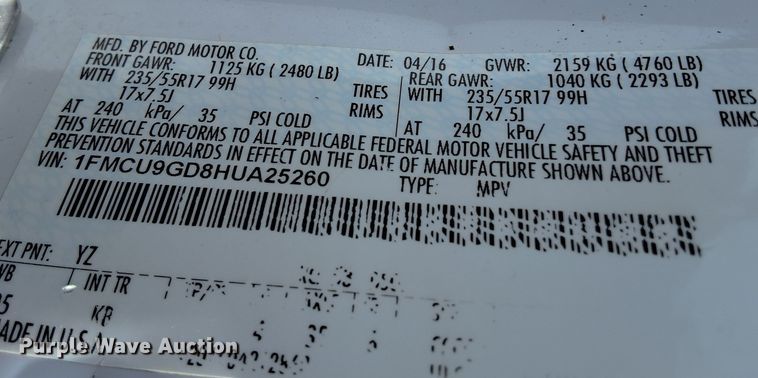 MFD. BY FORD MOTOR CO.
DATE: 04/16 GVWR: 2159 KG ( 4760 LB)
FRONT GAWR: 1125 KG ( 2480 LB) REAR GAWR: 1040 KG ( 2293 LB)
WITH 235/55R17 99H TIRES WITH 235/55R17 99H TIRES
17x7.5J RIMS 17x7.5J RIMS
AT 240 kPa/ 35 PSI COLD AT 240 kPa/ 35 PSI COLD
THIS VEHICLE CONFORMS TO ALL APPLICABLE FEDERAL MOTOR VEHICLE SAFETY AND THEFT
PREVENTION STANDARDS IN EFFECT ON THE DATE OF MANUFACTURE SHOWN ABOVE.
VIN: 1FMCU9GD8HUA25260 TYPE: MPV
EXT PNT: YZ
WB INT TR
KB
MADE IN U.S.A.
Purple Wave Auction